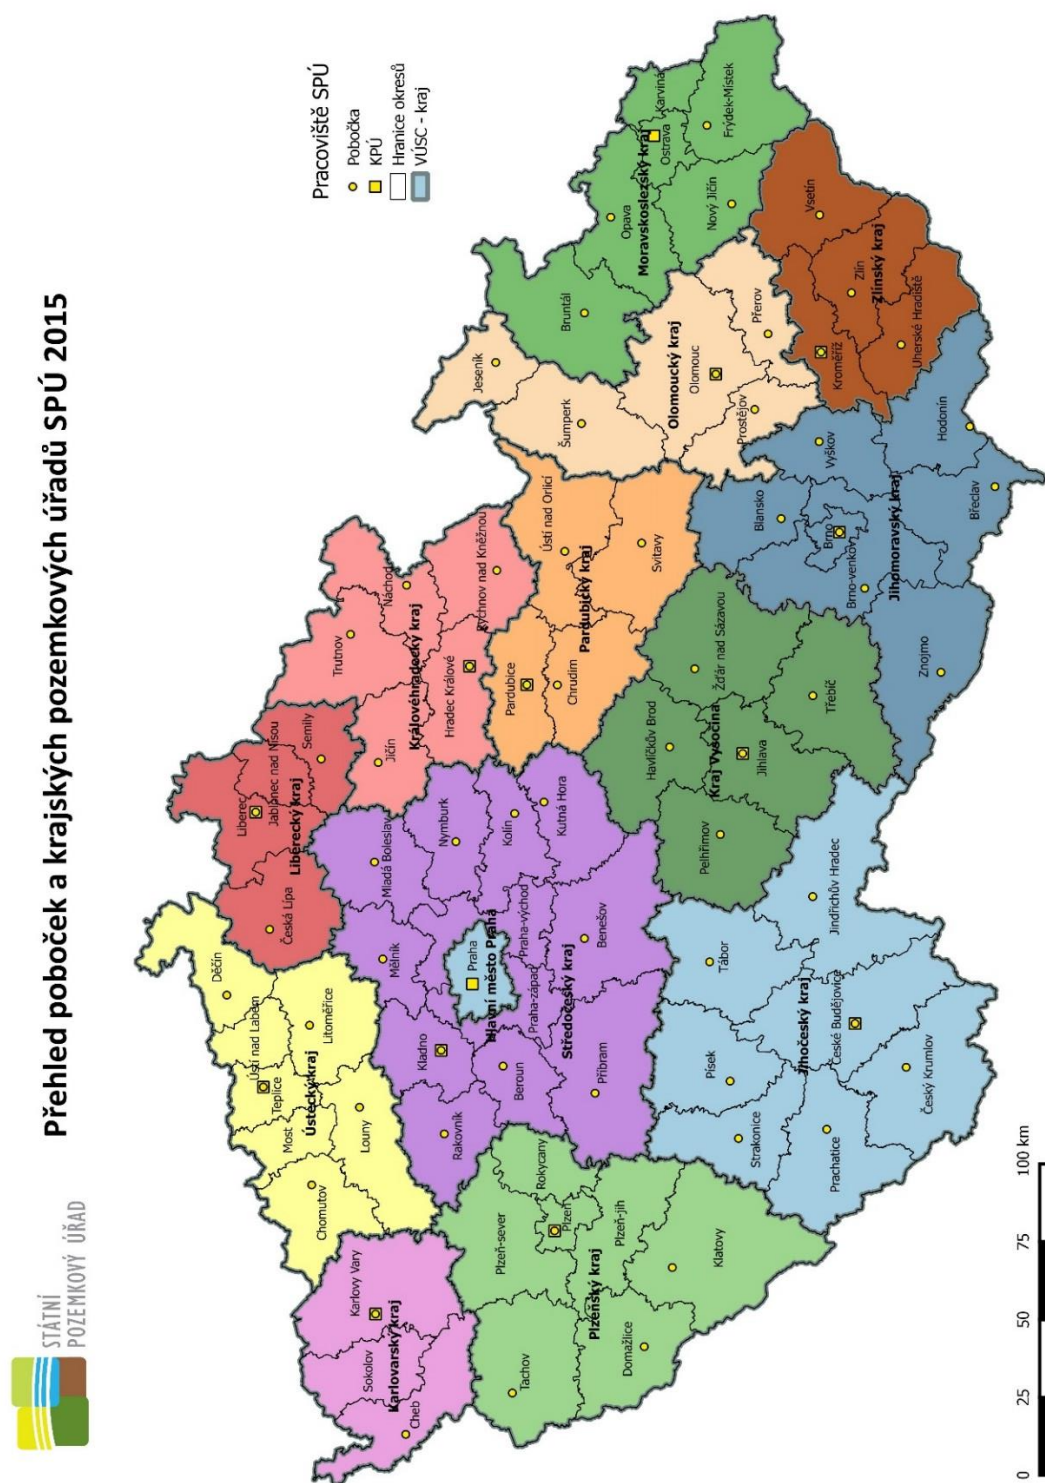 STÁTNÍ
POZEMKOVÝ ÚŘAD
Přehled poboček a krajských pozemkových úřadů SPÚ 2015
Pracoviště SPÚ
Pobočka
KPÚ
Hranice okresů
VÚSC - kraj
Děčín
Ústí nad Labem
Teplice
Most
Chomutov
Litoměřice
Ústecký kraj
Louny
Liberec
Jablonec nad Nisou
Semily
Liberecký kraj
Česká Lípa
Karlovy Vary
Sokolov
Karlovarský kraj
Cheb
Trutnov
Jičín
Náchod
Královéhradecký kraj
Hradec Králové
Rychnov nad Kněžnou
Mladá Boleslav
Mělník
Nymburk
Kladno
Rakovník
Praha
Hlavní město Praha
Kolín
Kutná Hora
Beroun
Praha-východ
Praha-západ
Středočeský kraj
Benešov
Příbram
Plzeň-sever
Rokycany
Plzeň
Tachov
Plzeňský kraj
Plzeň-jih
Domažlice
Klatovy
Pardubice
Chrudim
Ústí nad Orlicí
Pardubický kraj
Svitavy
Jeseník
Šumperk
Olomoucký kraj
Olomouc
Přerov
Prostějov
Bruntál
Opava
Moravskoslezský kraj
Ostrava
Karviná
Nový Jičín
Frýdek-Místek
Havlíčkův Brod
Žďár nad Sázavou
Pelhřimov
Kraj Vysočina
Jihlava
Třebíč
Tábor
Písek
Strakonice
Jindřichův Hradec
Jihočeský kraj
České Budějovice
Prachatice
Český Krumlov
Blansko
Vyškov
Brno
Brno-venkov
Jihomoravský kraj
Znojmo
Hodonín
Břeclav
Vsetín
Kroměříž
Zlín
Zlínský kraj
Uherské Hradiště
0 25 50 75 100 km